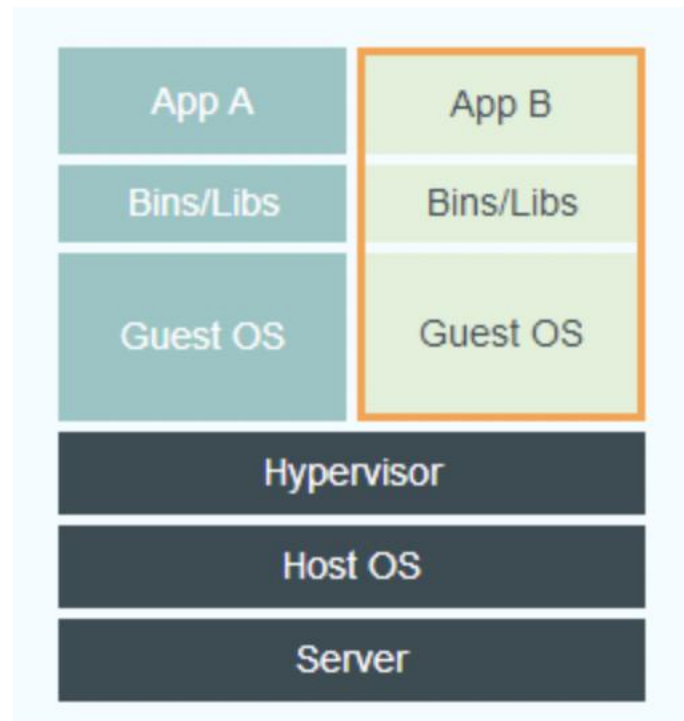 App A
App B
Bins/Libs
Bins/Libs
Guest OS
Guest OS
Hypervisor
Host OS
Server